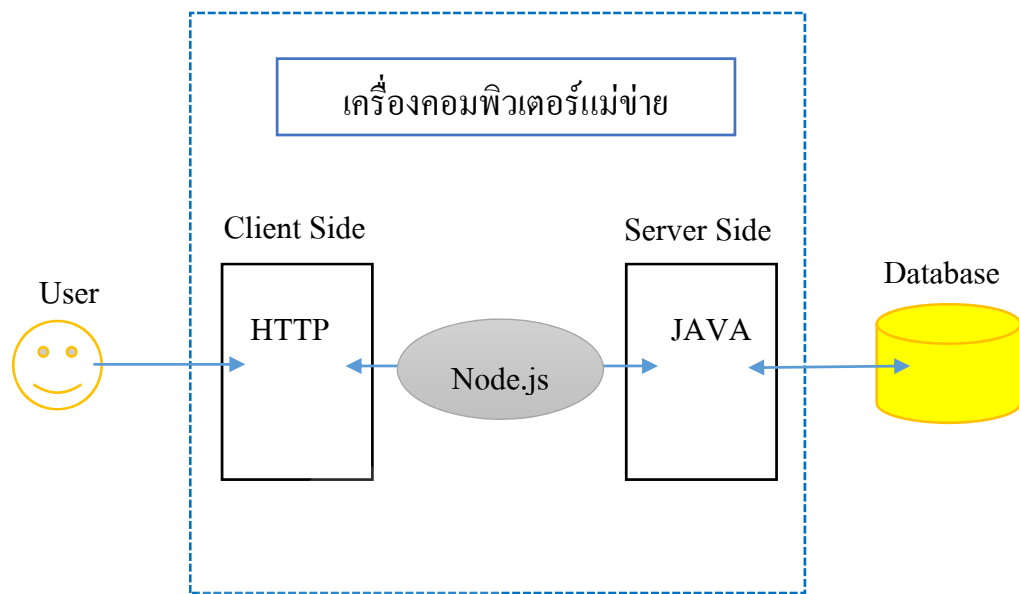 เครื่องคอมพิวเตอร์แม่ข่าย
Client Side
Server Side
Database
User
HTTP
JAVA
Node.js